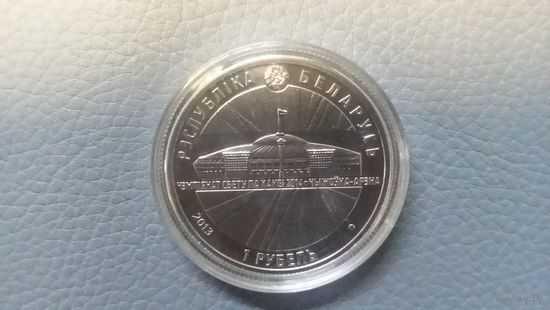 РЭСПУБЛІКА БЕЛАРУСЬ
ЧЭМПІЯНАТ СВЕТУ ПА ХАКЕІ 2014 • ЧЫЖОЎКА-АРЭНА
2013
1 РУБЕЛЬ